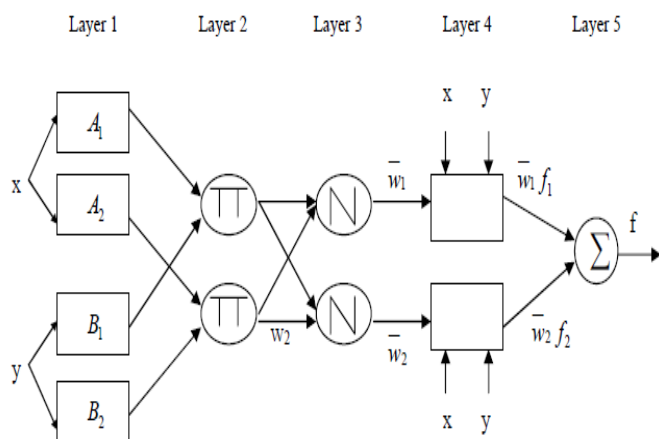 Layer 1 Layer 2 Layer 3 Layer 4 Layer 5
x y
A₁
w̄₁ w̄₁ f₁
x
A₂
Π N
f
Σ
B₁
Π N
w₂ w̄₂ w̄₂ f₂
y
B₂
x y